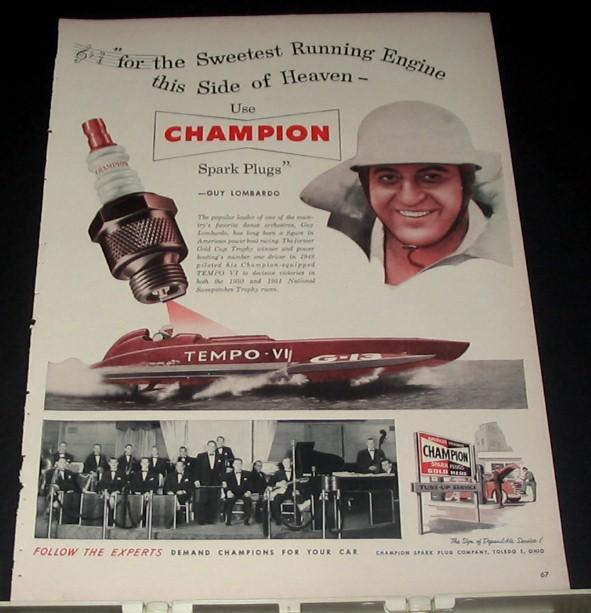 "for the Sweetest Running Engine
this Side of Heaven –
Use
CHAMPION
Spark Plugs"
—GUY LOMBARDO
CHAMPION
The popular leader of one of the coun-
try's favorite dance orchestras, Guy
Lombardo, has long been a figure in
American power boat racing. The former
Gold Cup Trophy winner and power
boating's number one driver in 1948
piloted his Champion-equipped
TEMPO VI to decisive victories in
both the 1950 and 1951 National
Sweepstakes Trophy races.
TEMPO·VI G-13
AMERICA'S FAVORITE
CHAMPION
SPARK PLUGS
SOLD HERE
TUNE-UP SERVICE
The Sign of Dependable Service!
FOLLOW THE EXPERTS DEMAND CHAMPIONS FOR YOUR CAR
CHAMPION SPARK PLUG COMPANY, TOLEDO 1, OHIO
67